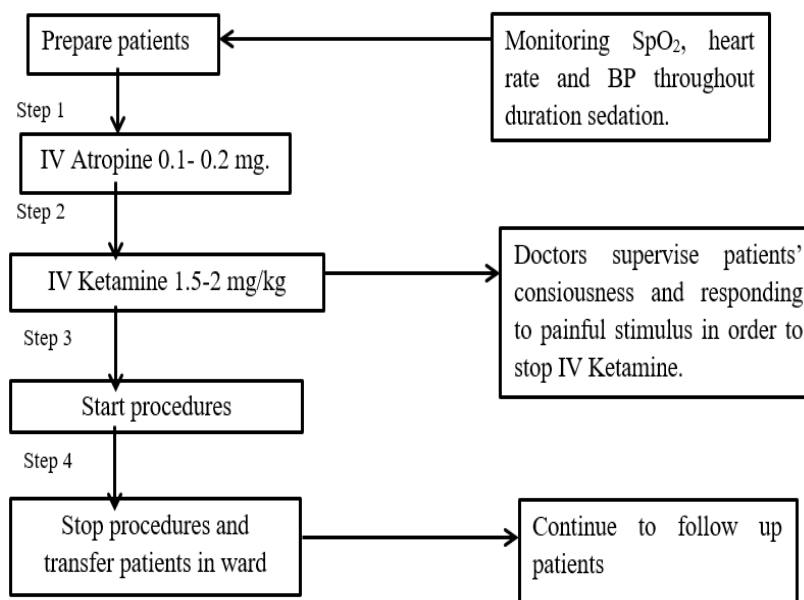 Prepare patients
Monitoring SpO₂, heart
rate and BP throughout
duration sedation.
Step 1
IV Atropine 0.1- 0.2 mg.
Step 2
IV Ketamine 1.5-2 mg/kg
Doctors supervise patients’
consiousness and responding
to painful stimulus in order to
stop IV Ketamine.
Step 3
Start procedures
Step 4
Stop procedures and
transfer patients in ward
Continue to follow up
patients